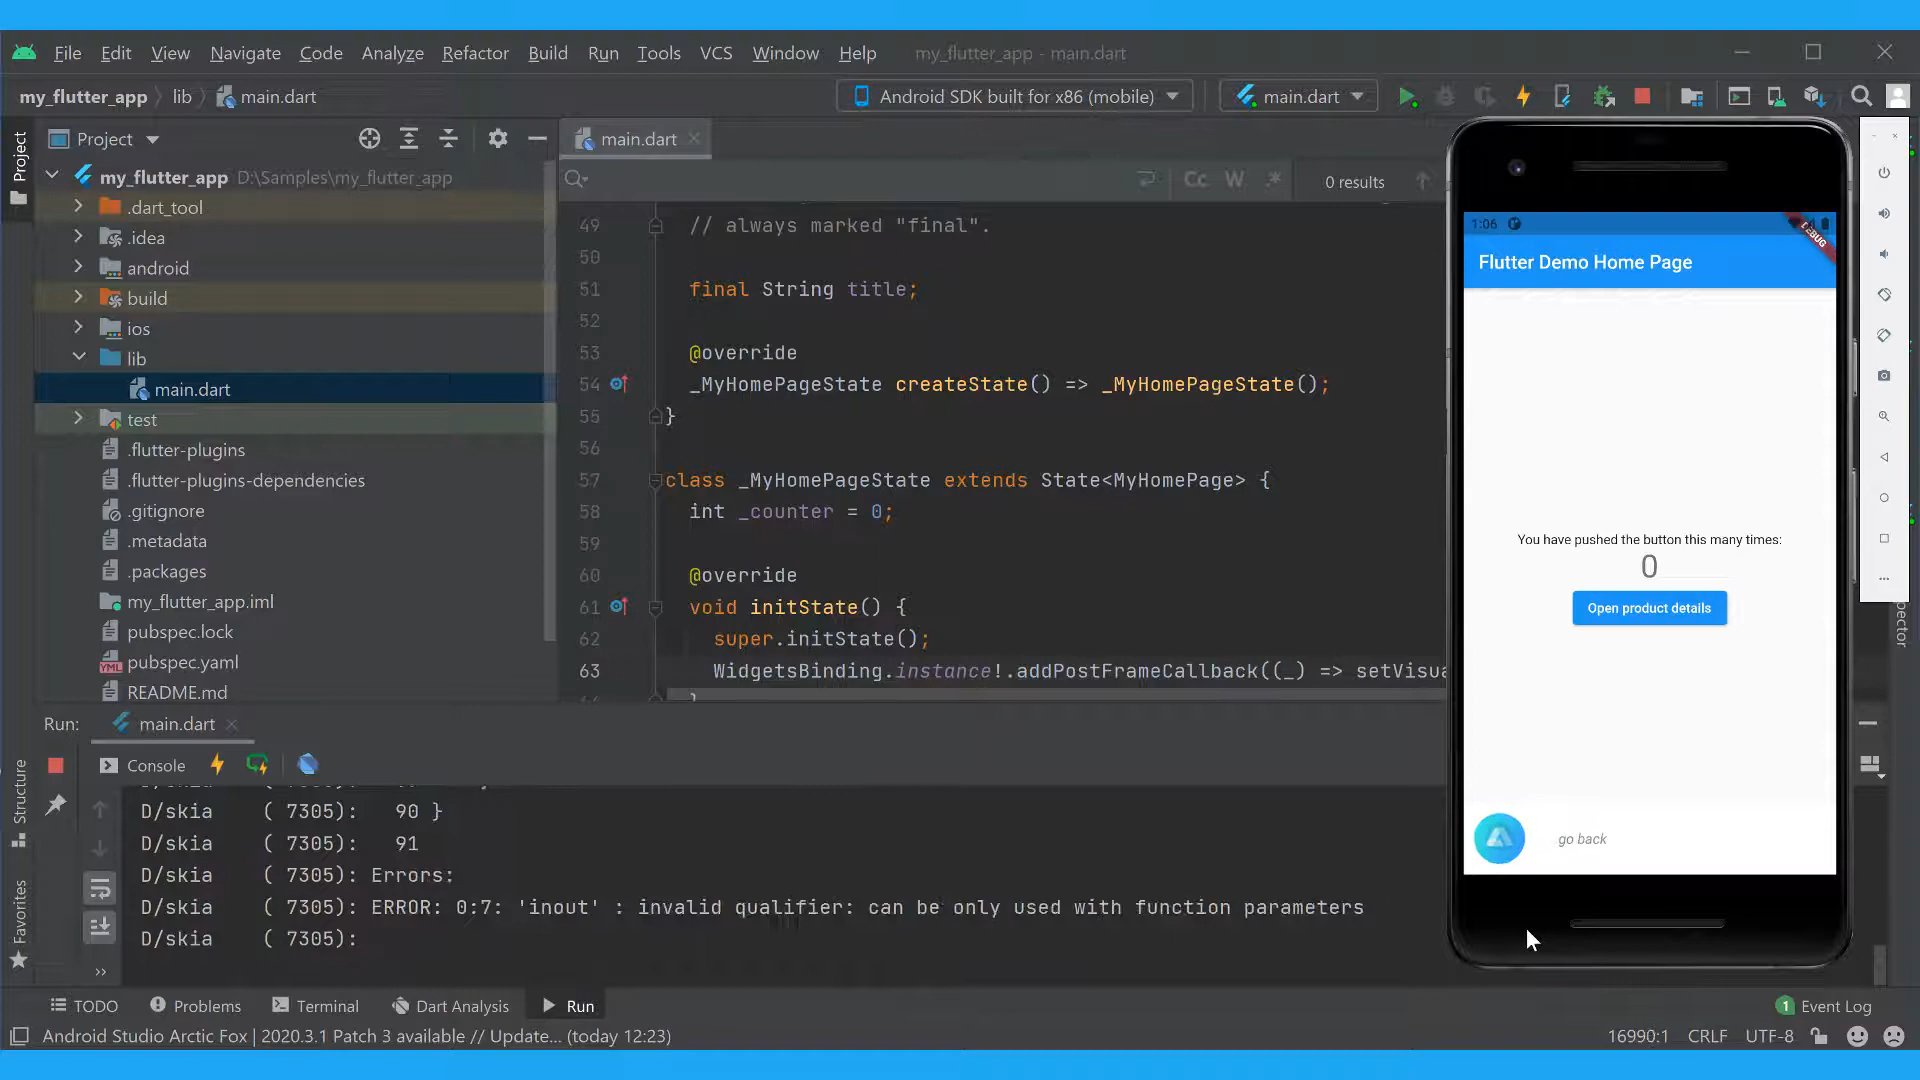 File Edit View Navigate Code Analyze Refactor Build Run Tools VCS Window Help my_flutter_app - main.dart
my_flutter_app lib main.dart Android SDK built for x86 (mobile) main.dart
Project
Project
main.dart
my_flutter_app D:\Samples\my_flutter_app
.dart_tool
.idea
android
build
ios
lib
main.dart
test
.flutter-plugins
.flutter-plugins-dependencies
.gitignore
.metadata
.packages
my_flutter_app.iml
pubspec.lock
pubspec.yaml
README.md
Cc W .* 0 results
49 // always marked "final".
50
51 final String title;
52
53 @override
54 _MyHomePageState createState() => _MyHomePageState();
55 }
56
57 class _MyHomePageState extends State<MyHomePage> {
58 int _counter = 0;
59
60 @override
61 void initState() {
62 super.initState();
63 WidgetsBinding.instance!.addPostFrameCallback((_) => setVisua
1:06
DEBUG
Flutter Demo Home Page
You have pushed the button this many times:
0
Open product details
go back
Run: main.dart
Console
D/skia ( 7305): 90 }
D/skia ( 7305): 91
D/skia ( 7305): Errors:
D/skia ( 7305): ERROR: 0:7: 'inout' : invalid qualifier: can be only used with function parameters
D/skia ( 7305):
Structure
Favorites
TODO Problems Terminal Dart Analysis Run 1 Event Log
Android Studio Arctic Fox | 2020.3.1 Patch 3 available // Update... (today 12:23) 16990:1 CRLF UTF-8